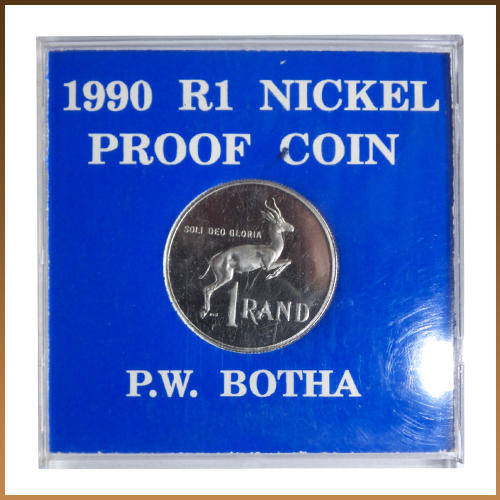 1990 R1 NICKEL
PROOF COIN
SOLI DEO GLORIA
1 RAND
P.W. BOTHA